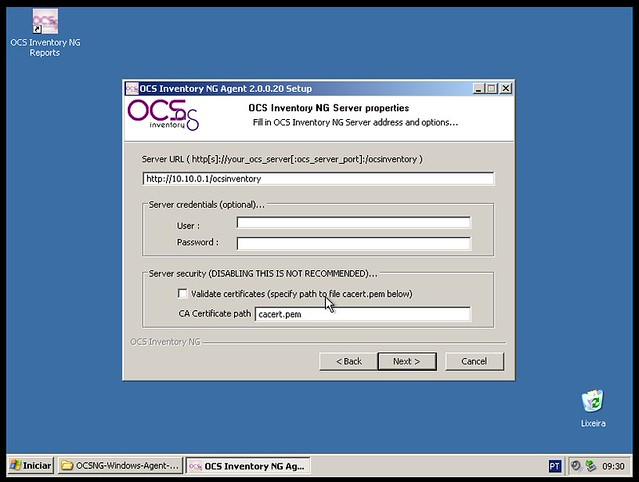 OCS Inventory NG
Reports
OCS Inventory NG Agent 2.0.0.20 Setup
OCS
inventory
OCS Inventory NG Server properties
Fill in OCS Inventory NG Server address and options...
Server URL ( http[s]://your_ocs_server[:ocs_server_port]:/ocsinventory )
http://10.10.0.1/ocsinventory
Server credentials (optional)...
User :
Password :
Server security (DISABLING THIS IS NOT RECOMMENDED)...
Validate certificates (specify path to file cacert.pem below)
CA Certificate path
cacert.pem
OCS Inventory NG
< Back
Next >
Cancel
Lixeira
Iniciar
OCSNG-Windows-Agent-...
OCS Inventory NG Ag...
PT
09:30